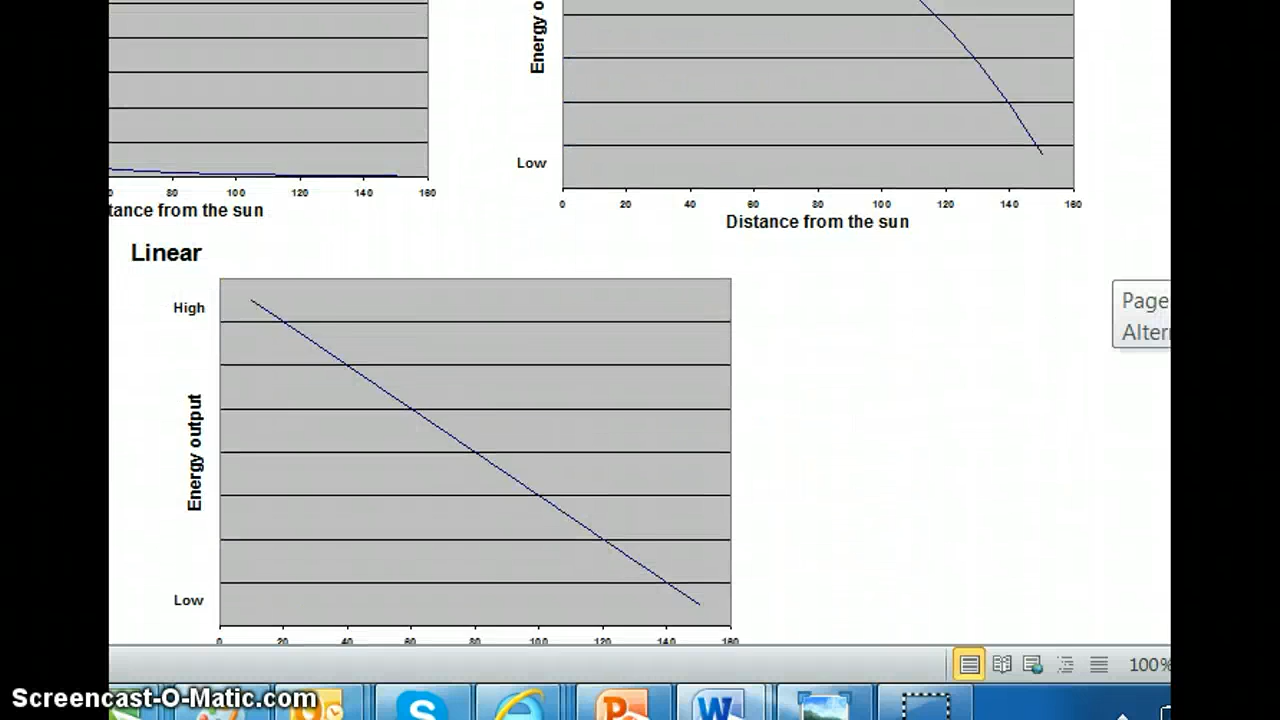 Energy o
Low
80 100 120 140 160
tance from the sun
0 20 40 60 80 100 120 140 160
Distance from the sun
Linear
High
Energy output
Low
0 20 40 60 80 100 120 140 160
Page
Alter
100%
Screencast-O-Matic.com